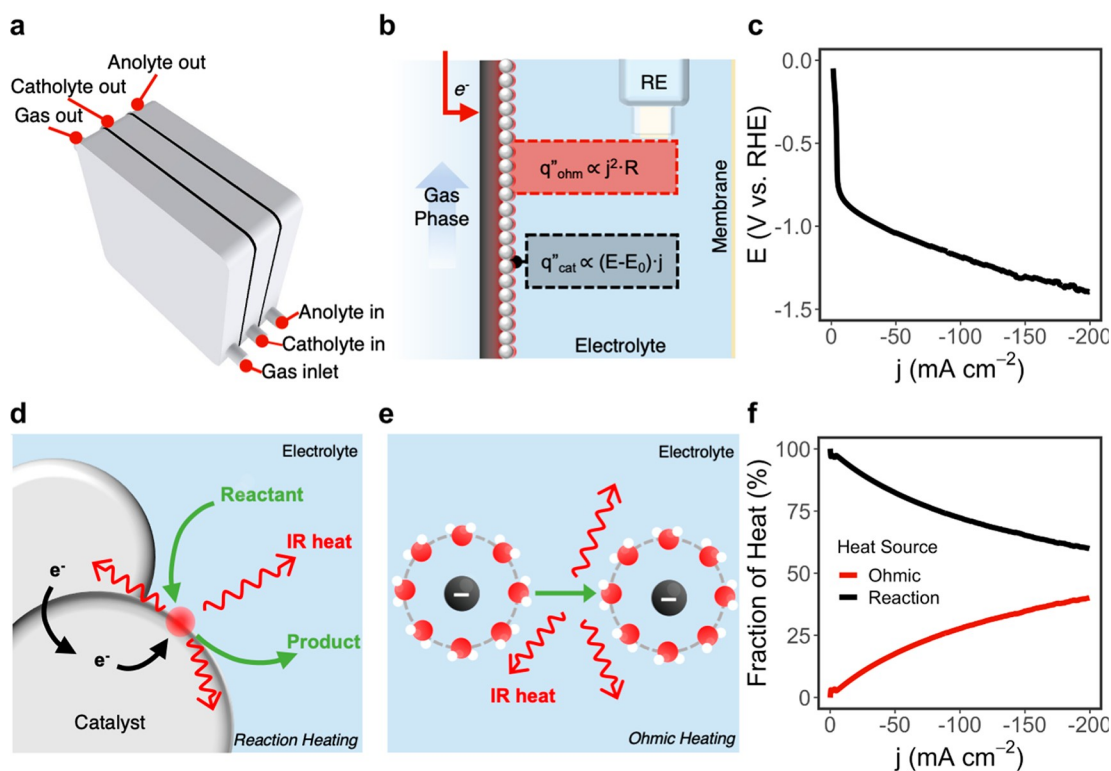 a
Anolyte out
Catholyte out
Gas out
Anolyte in
Catholyte in
Gas inlet
b
e-
RE
q"ohm ∝ j²·R
Gas
Phase
q"cat ∝ (E-E₀)·j
Membrane
Electrolyte
c
E (V vs. RHE)
0.0
-0.5
-1.0
-1.5
0 -50 -100 -150 -200
j (mA cm⁻²)
d
Electrolyte
Reactant
IR heat
e-
e-
Product
Catalyst
Reaction Heating
e
Electrolyte
–
–
IR heat
Ohmic Heating
f
Fraction of Heat (%)
100
75
50
25
0
Heat Source
Ohmic
Reaction
0 -50 -100 -150 -200
j (mA cm⁻²)